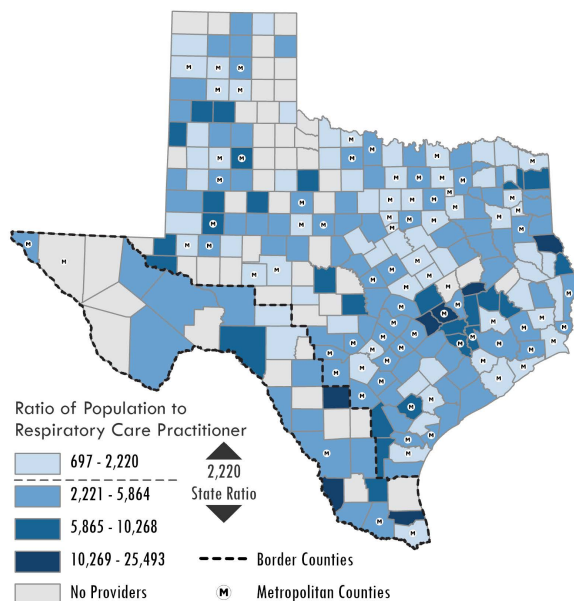 Ratio of Population to
Respiratory Care Practitioner
697 - 2,220
2,221 - 5,864
5,865 - 10,268
10,269 - 25,493
No Providers
2,220
State Ratio
Border Counties
M Metropolitan Counties